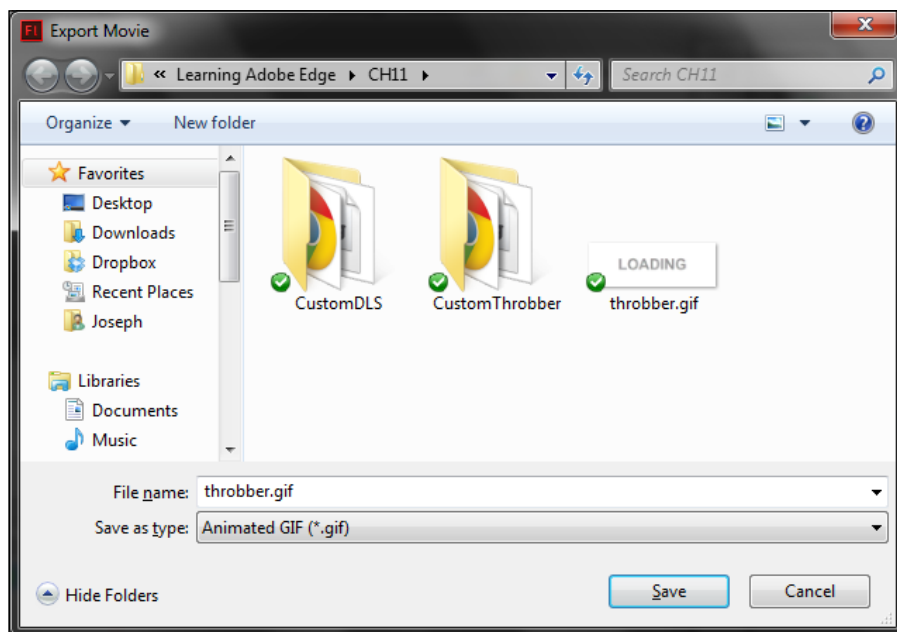 Fl Export Movie
« Learning Adobe Edge CH11
Search CH11
Organize New folder
Favorites
Desktop
Downloads
Dropbox
Recent Places
Joseph
Libraries
Documents
Music
LOADING
CustomDLS CustomThrobber throbber.gif
File name: throbber.gif
Save as type: Animated GIF (*.gif)
Hide Folders Save Cancel